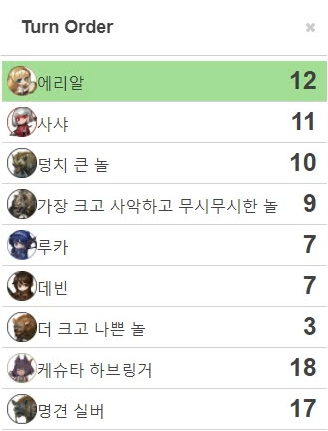 Turn Order ×
에리알 12
사샤 11
덩치 큰 놀 10
가장 크고 사악하고 무시무시한 놀 9
루카 7
데빈 7
더 크고 나쁜 놀 3
케슈타 하브링거 18
명견 실버 17